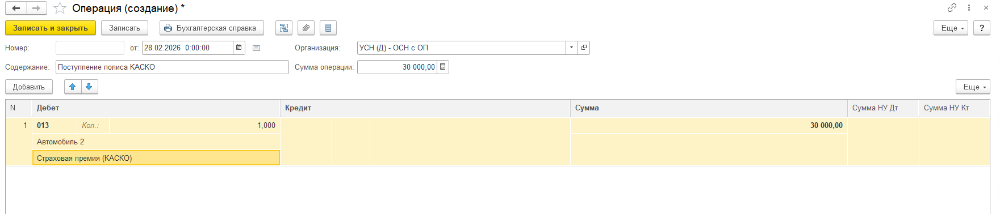 Операция (создание) *
Записать и закрыть Записать Бухгалтерская справка Еще ?
Номер: от: 28.02.2026 0:00:00 Организация: УСН (Д) - ОСН с ОП
Содержание: Поступление полиса КАСКО Сумма операции: 30 000,00
Добавить Еще
N Дебет Кредит Сумма Сумма НУ Дт Сумма НУ Кт
1 013 Кол.: 1,000 30 000,00
Автомобиль 2
Страховая премия (КАСКО)